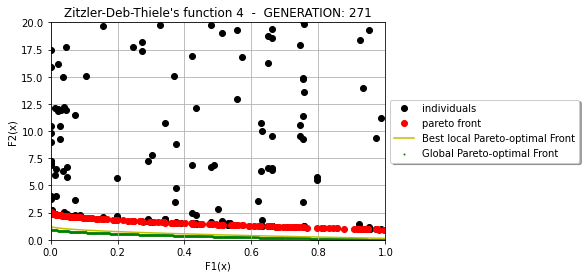 Zitzler-Deb-Thiele's function 4 - GENERATION: 271
20.0
17.5
15.0
12.5
10.0
7.5
5.0
2.5
0.0
F2(x)
0.0 0.2 0.4 0.6 0.8 1.0
F1(x)
individuals
pareto front
Best local Pareto-optimal Front
Global Pareto-optimal Front